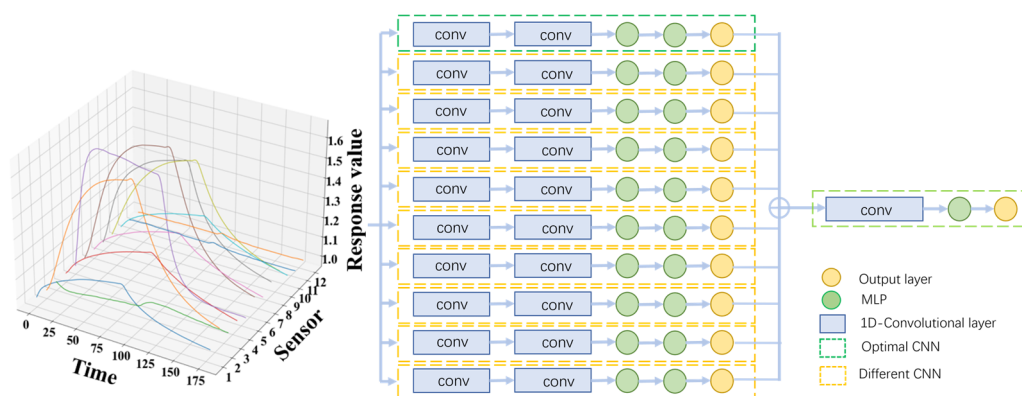 1.6
1.5
1.4
1.3
1.2
1.1
1.0
Response value
0
25
50
75
100
125
150
175
Time
1
2
3
4
5
6
7
8
9
10
11
12
Sensor
conv conv
conv conv
conv conv
conv conv
conv conv
conv conv
conv conv
conv conv
conv conv
conv conv
conv
Output layer
MLP
1D-Convolutional layer
Optimal CNN
Different CNN